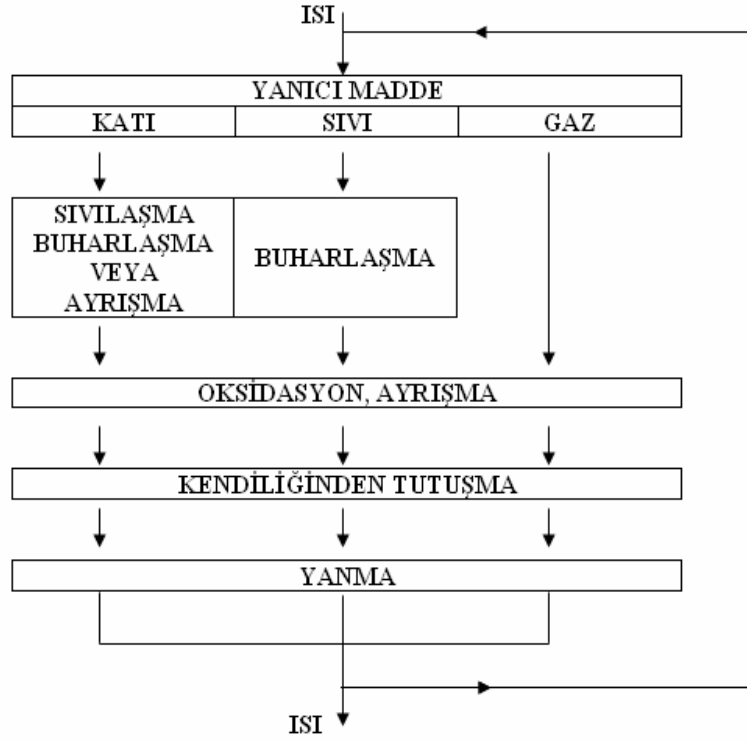 ISI
YANICI MADDE
KATI SIVI GAZ
SIVILAŞMA
BUHARLAŞMA
VEYA
AYRIŞMA
BUHARLAŞMA
OKSİDASYON, AYRIŞMA
KENDİLİĞİNDEN TUTUŞMA
YANMA
ISI